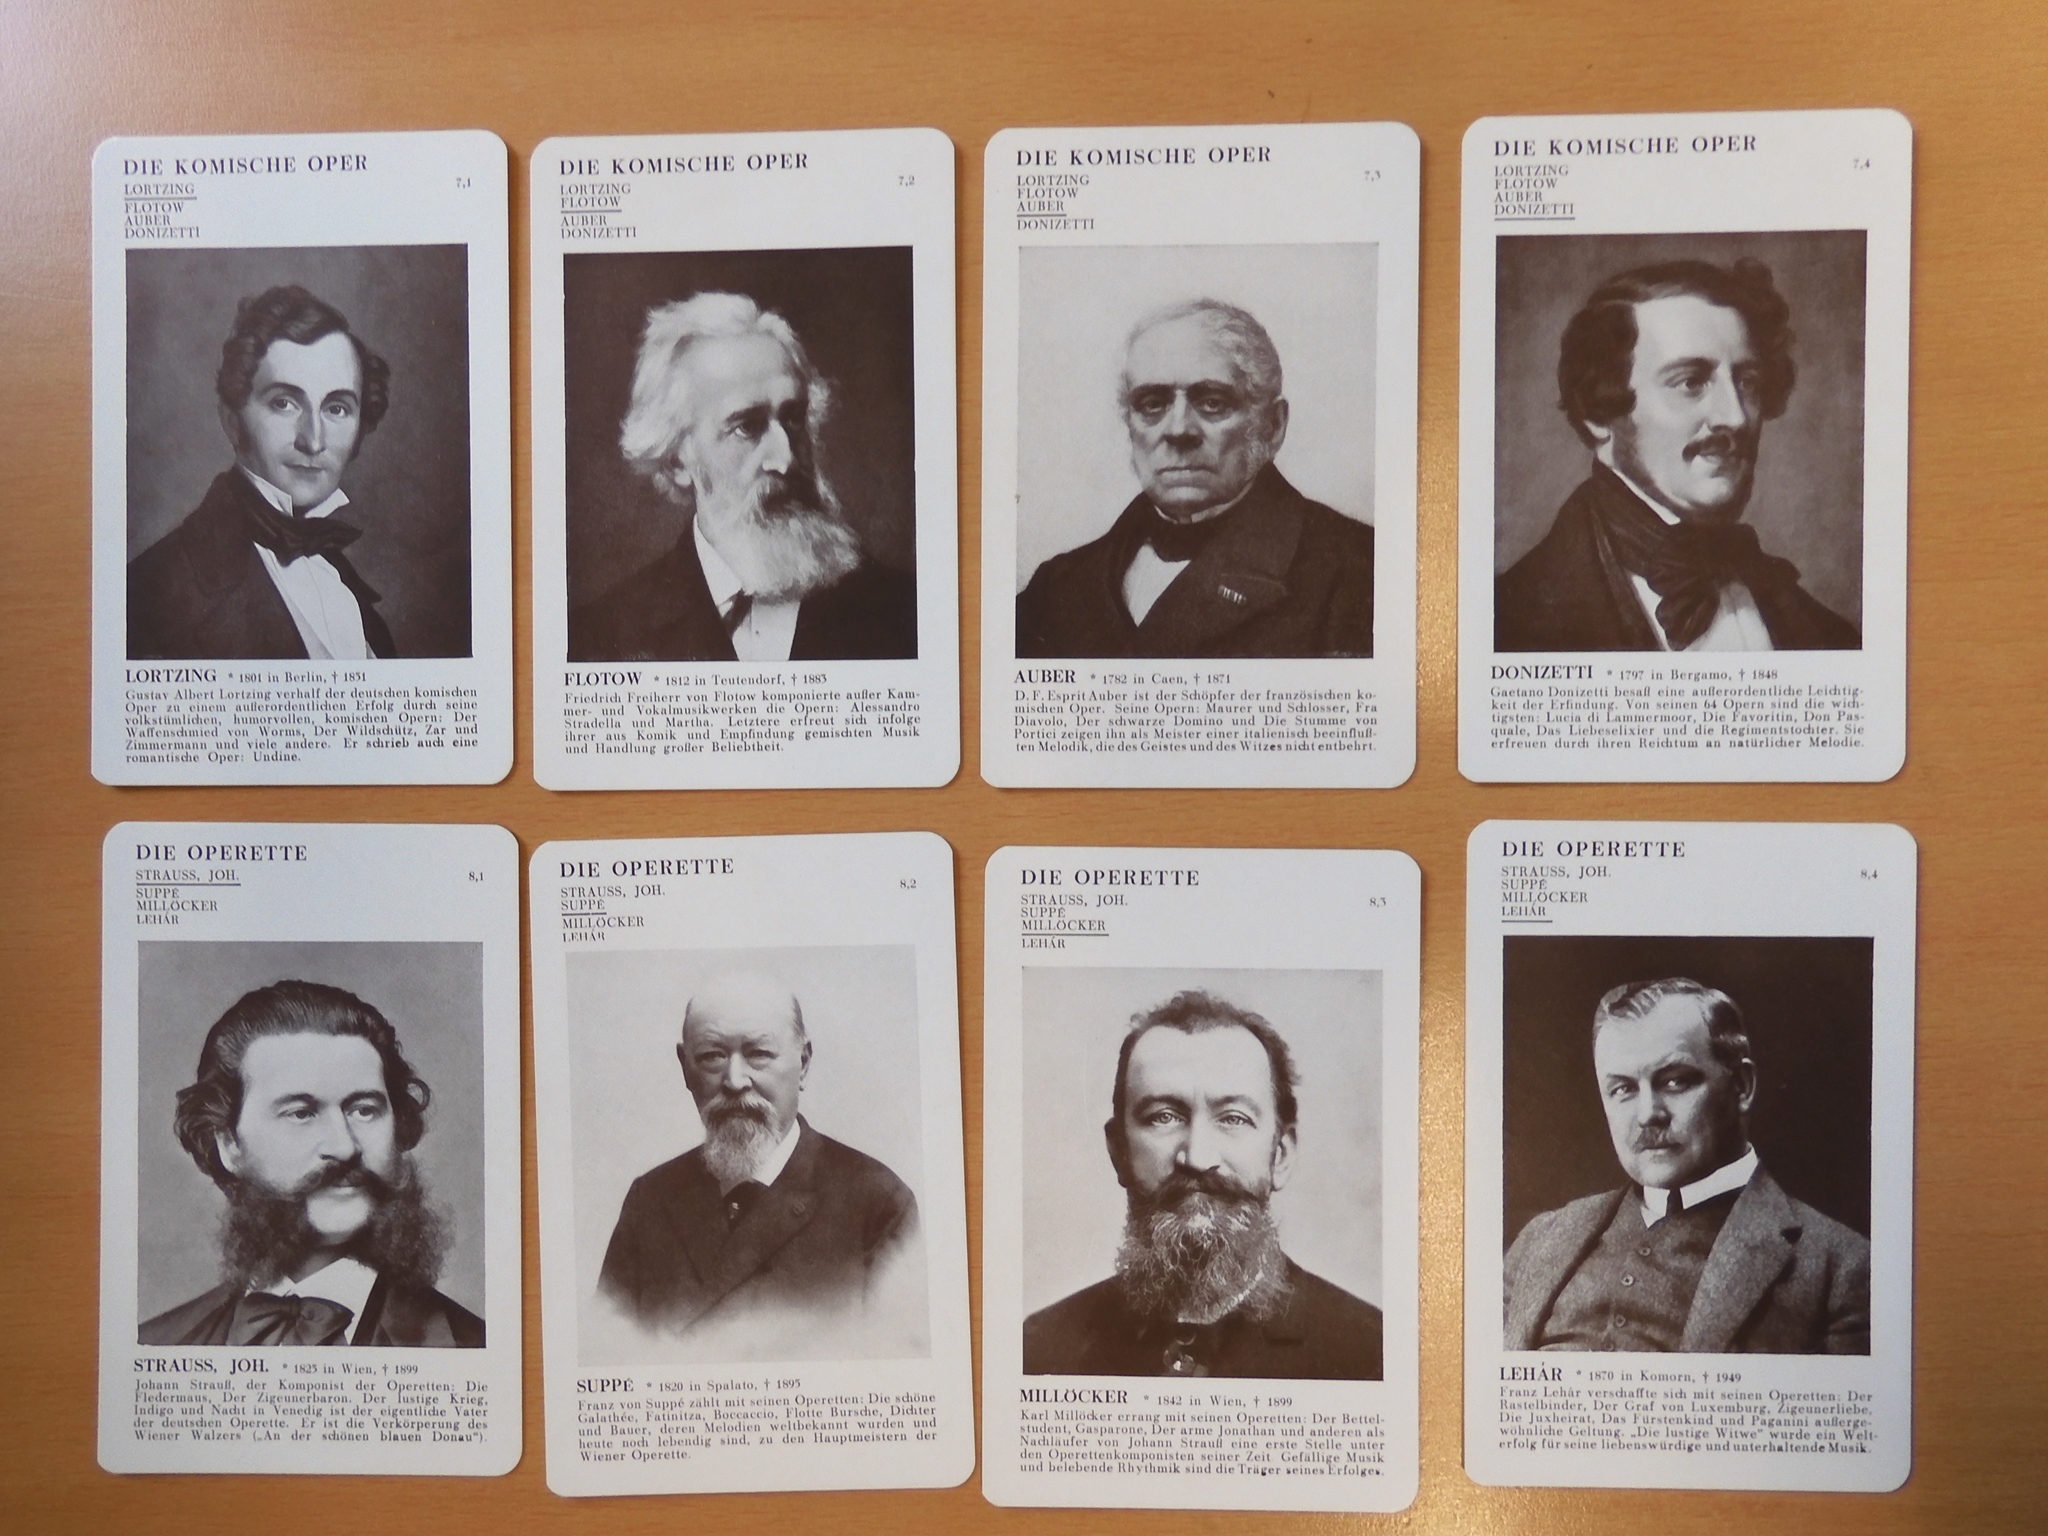 DIE KOMISCHE OPER
7,1
LORTZING
FLOTOW
AUBER
DONIZETTI
LORTZING * 1801 in Berlin, † 1851
Gustav Albert Lortzing verhalf der deutschen komischen
Oper zu einem außerordentlichen Erfolg durch seine
volkstümlichen, humorvollen, komischen Opern: Der
Waffenschmied von Worms, Der Wildschütz, Zar und
Zimmermann und viele andere. Er schrieb auch eine
romantische Oper: Undine.
DIE KOMISCHE OPER
7,2
LORTZING
FLOTOW
AUBER
DONIZETTI
FLOTOW * 1812 in Teutendorf, † 1883
Friedrich Freiherr von Flotow komponierte außer Kam-
mer- und Vokalmusikwerken die Opern: Alessandro
Stradella und Martha. Letztere erfreut sich infolge
ihrer aus Komik und Empfindung gemischten Musik
und Handlung großer Beliebtheit.
DIE KOMISCHE OPER
7,3
LORTZING
FLOTOW
AUBER
DONIZETTI
AUBER * 1782 in Caen, † 1871
D. F. Esprit Auber ist der Schöpfer der französischen ko-
mischen Oper. Seine Opern: Maurer und Schlosser, Fra
Diavolo, Der schwarze Domino und Die Stumme von
Portici zeigen ihn als Meister einer italienisch beeinfluß-
ten Melodik, die des Geistes und des Witzes nicht entbehrt.
DIE KOMISCHE OPER
7,4
LORTZING
FLOTOW
AUBER
DONIZETTI
DONIZETTI * 1797 in Bergamo, † 1848
Gaetano Donizetti besaß eine außerordentliche Leichtig-
keit der Erfindung. Von seinen 64 Opern sind die wich-
tigsten: Lucia di Lammermoor, Die Favoritin, Don Pas-
quale, Das Liebeselixier und die Regimentstochter. Sie
erfreuen durch ihren Reichtum an natürlicher Melodie.
DIE OPERETTE
8,1
STRAUSS, JOH.
SUPPÉ
MILLÖCKER
LEHÁR
STRAUSS, JOH. * 1825 in Wien, † 1899
Johann Strauß, der Komponist der Operetten: Die
Fledermaus, Der Zigeunerbaron, Der lustige Krieg,
Indigo und Nacht in Venedig ist der eigentliche Vater
der deutschen Operette. Er ist die Verkörperung des
Wiener Walzers („An der schönen blauen Donau“).
DIE OPERETTE
8,2
STRAUSS, JOH.
SUPPÉ
MILLÖCKER
LEHÁR
SUPPÉ * 1820 in Spalato, † 1895
Franz von Suppé zählt mit seinen Operetten: Die schöne
Galathée, Fatinitza, Boccaccio, Flotte Bursche, Dichter
und Bauer, deren Melodien weltbekannt wurden und
heute noch lebendig sind, zu den Hauptmeistern der
Wiener Operette.
DIE OPERETTE
8,3
STRAUSS, JOH.
SUPPÉ
MILLÖCKER
LEHÁR
MILLÖCKER * 1842 in Wien, † 1899
Karl Millöcker errang mit seinen Operetten: Der Bettel-
student, Gasparone, Der arme Jonathan und anderen als
Nachläufer von Johann Strauß eine erste Stelle unter
den Operettenkomponisten seiner Zeit. Gefällige Musik
und belebende Rhythmik sind die Träger seines Erfolges.
DIE OPERETTE
8,4
STRAUSS, JOH.
SUPPÉ
MILLÖCKER
LEHÁR
LEHÁR * 1870 in Komorn, † 1949
Franz Lehár verschaffte sich mit seinen Operetten: Der
Rastelbinder, Der Graf von Luxemburg, Zigeunerliebe,
Die Juxheirat, Das Fürstenkind und Paganini außerge-
wöhnliche Geltung. „Die lustige Witwe“ wurde ein Welt-
erfolg für seine liebenswürdige und unterhaltende Musik.